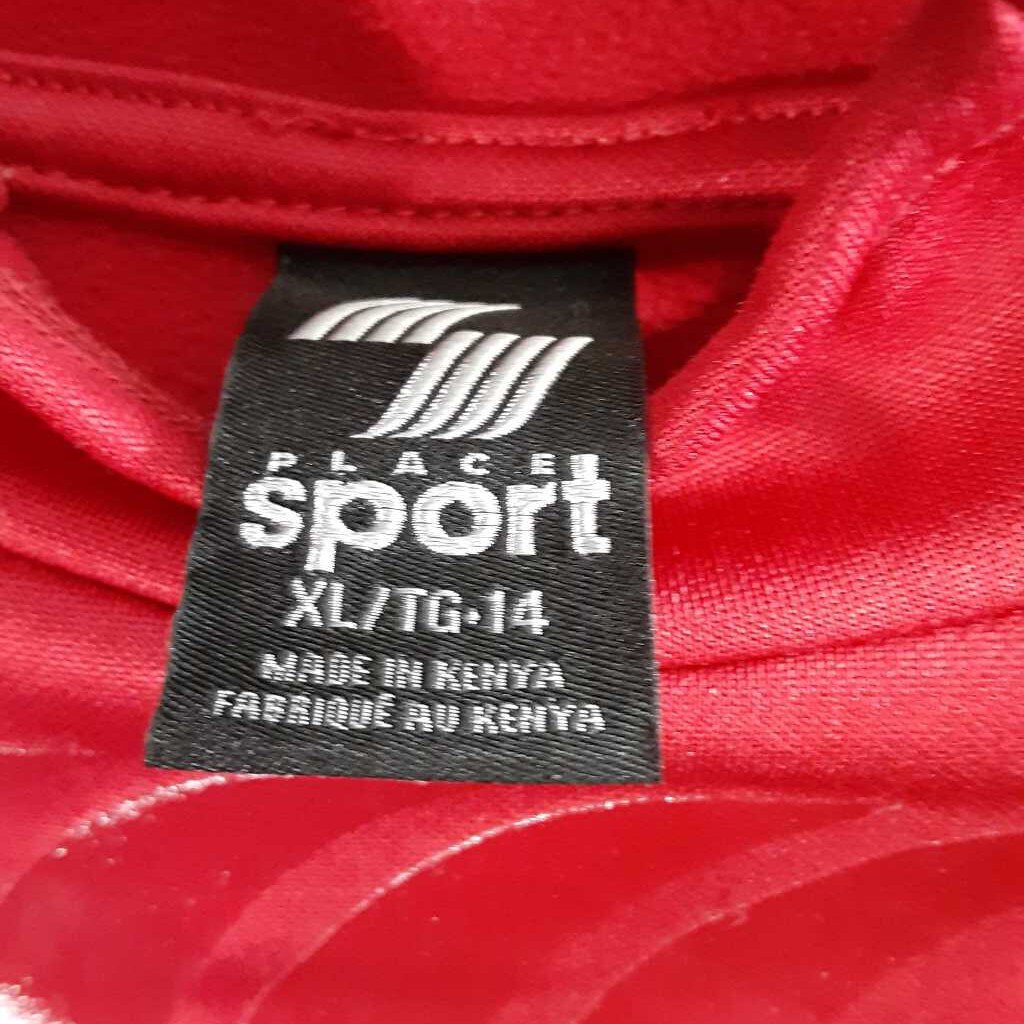 PLACE
sport
XL/TG•14
MADE IN KENYA
FABRIQUÉ AU KENYA